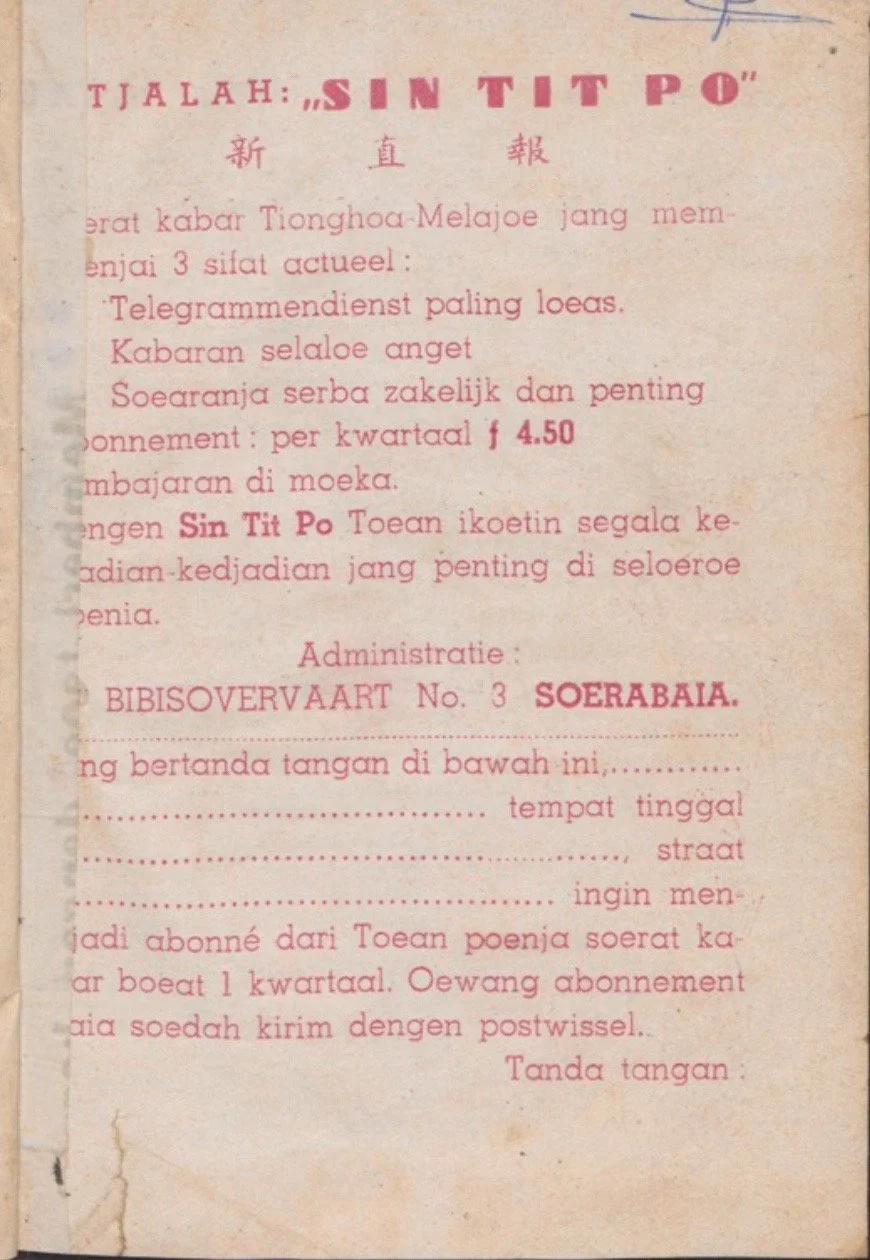 TJALAH: „SIN TIT PO"
新 直 報
erat kabar Tionghoa-Melajoe jang mem-
enjai 3 sifat actueel :
Telegrammendienst paling loeas.
Kabaran selaloe anget
Soearanja serba zakelijk dan penting
bonnement : per kwartaal ƒ 4.50
mbajaran di moeka.
engen Sin Tit Po Toean ikoetin segala ke-
adian-kedjadian jang penting di seloeroe
oenia.
Administratie :
BIBISOVERVAART No. 3 SOERABAIA.
ng bertanda tangan di bawah ini,............
.................................... tempat tinggal
................................................, straat
.......................................... ingin men-
jadi abonné dari Toean poenja soerat ka-
ar boeat 1 kwartaal. Oewang abonnement
aia soedah kirim dengen postwissel..
Tanda tangan :